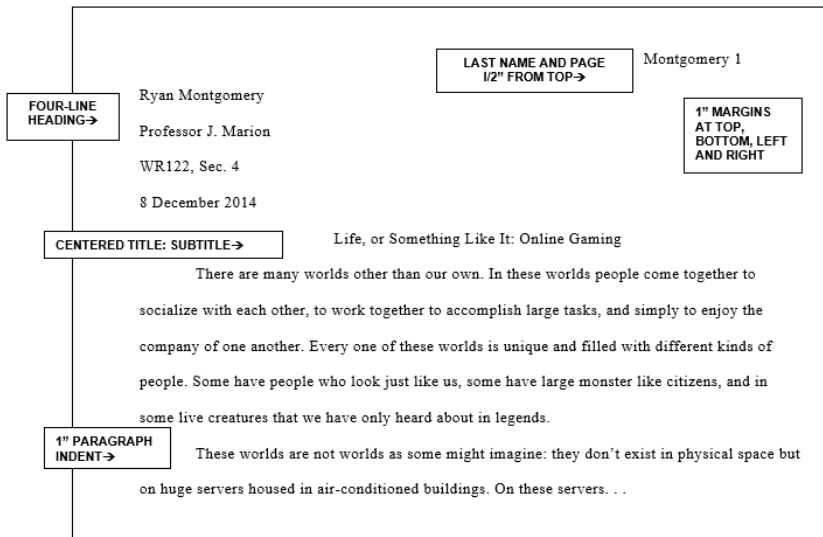 LAST NAME AND PAGE
I/2” FROM TOP→
Montgomery 1
FOUR-LINE
HEADING→
Ryan Montgomery
1” MARGINS
AT TOP,
BOTTOM, LEFT
AND RIGHT
Professor J. Marion
WR122, Sec. 4
8 December 2014
CENTERED TITLE: SUBTITLE→
Life, or Something Like It: Online Gaming
There are many worlds other than our own. In these worlds people come together to
socialize with each other, to work together to accomplish large tasks, and simply to enjoy the
company of one another. Every one of these worlds is unique and filled with different kinds of
people. Some have people who look just like us, some have large monster like citizens, and in
some live creatures that we have only heard about in legends.
1” PARAGRAPH
INDENT→
These worlds are not worlds as some might imagine: they don’t exist in physical space but
on huge servers housed in air-conditioned buildings. On these servers. . .